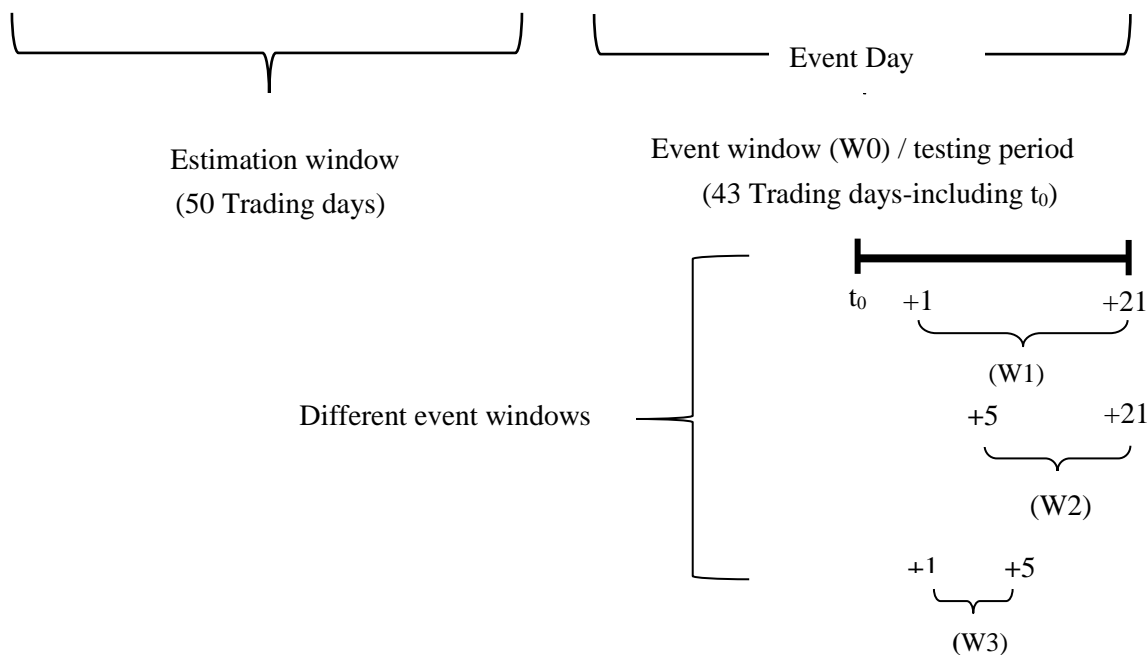 Event Day
Estimation window
(50 Trading days)
Event window (W0) / testing period
(43 Trading days-including t₀)
t₀ +1 +21
(W1)
Different event windows
+5 +21
(W2)
+1 +5
(W3)